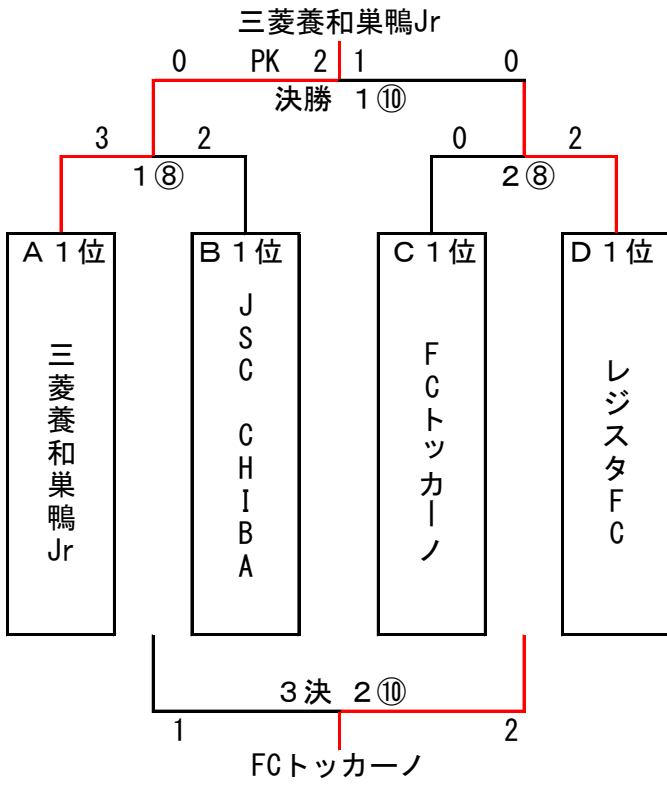 三菱養和巣鴨Jr
0 PK 2 1 0
決勝 1⑩
3 2 0 2
1⑧ 2⑧
A1位 B1位 C1位 D1位
三菱養和巣鴨Jr
JSC CHIBA
FCトッカーノ
レジスタFC
3決 2⑩
1 2
FCトッカーノ